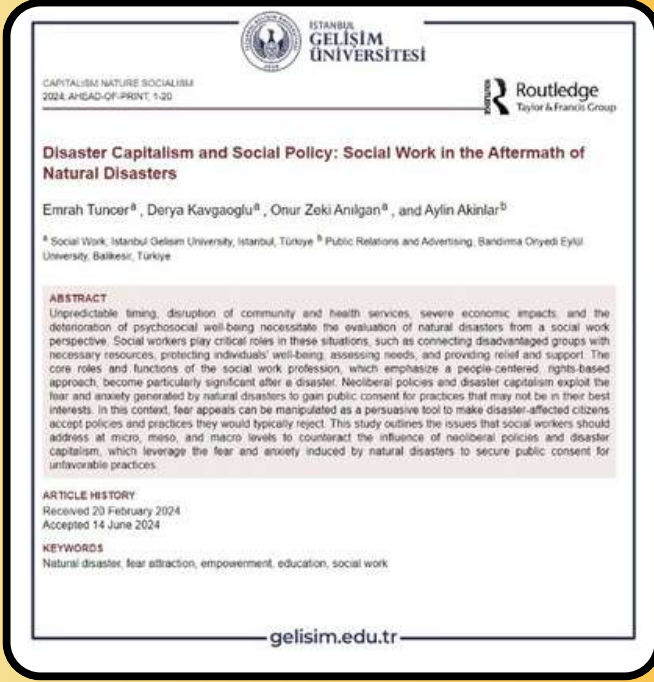 İSTANBUL
GELİŞİM
ÜNİVERSİTESİ
CAPITALISM NATURE SOCIALISM
2024, AHEAD-OF-PRINT, 1-20
Routledge
Taylor & Francis Group
Disaster Capitalism and Social Policy: Social Work in the Aftermath of
Natural Disasters
Emrah Tuncerᵃ, Derya Kavgaogluᵃ, Onur Zeki Anılganᵃ, and Aylin Akinlarᵇ
ᵃ Social Work, Istanbul Gelisim University, Istanbul, Türkiye ᵇ Public Relations and Advertising, Bandirma Onyedi Eylül
University, Balikesir, Türkiye
ABSTRACT
Unpredictable timing, disruption of community and health services, severe economic impacts, and the
deterioration of psychosocial well-being necessitate the evaluation of natural disasters from a social work
perspective. Social workers play critical roles in these situations, such as connecting disadvantaged groups with
necessary resources, protecting individuals' well-being, assessing needs, and providing relief and support. The
core roles and functions of the social work profession, which emphasize a people-centered, rights-based
approach, become particularly significant after a disaster. Neoliberal policies and disaster capitalism exploit the
fear and anxiety generated by natural disasters to gain public consent for programs that may not be in their best
interests. In this context, fear appeals can be manipulated as a persuasive tool to make disaster-affected citizens
accept policies and practices they would typically reject. This study outlines the issues that social workers should
address at micro, meso, and macro levels to counteract the influence of neoliberal policies and disaster
capitalism, which leverage the fear and anxiety induced by natural disasters to secure public consent for
unfavorable practices.
ARTICLE HISTORY
Received 20 February 2024
Accepted 14 June 2024
KEYWORDS
Natural disaster, fear attraction, empowerment, education, social work
gelisim.edu.tr